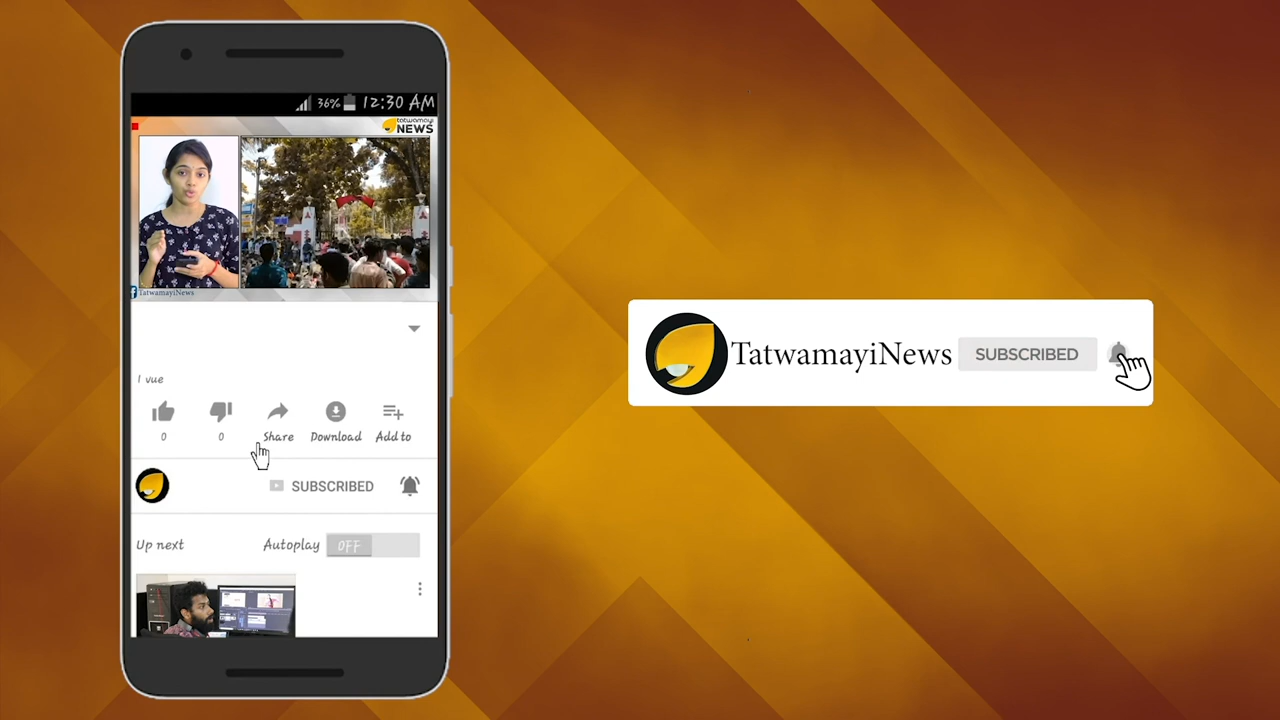 36% 12:30 AM
tatwamayi
NEWS
TatwamayiNews
1 vue
0 0 Share Download Add to
SUBSCRIBED
Up next Autoplay OFF
TatwamayiNews SUBSCRIBED